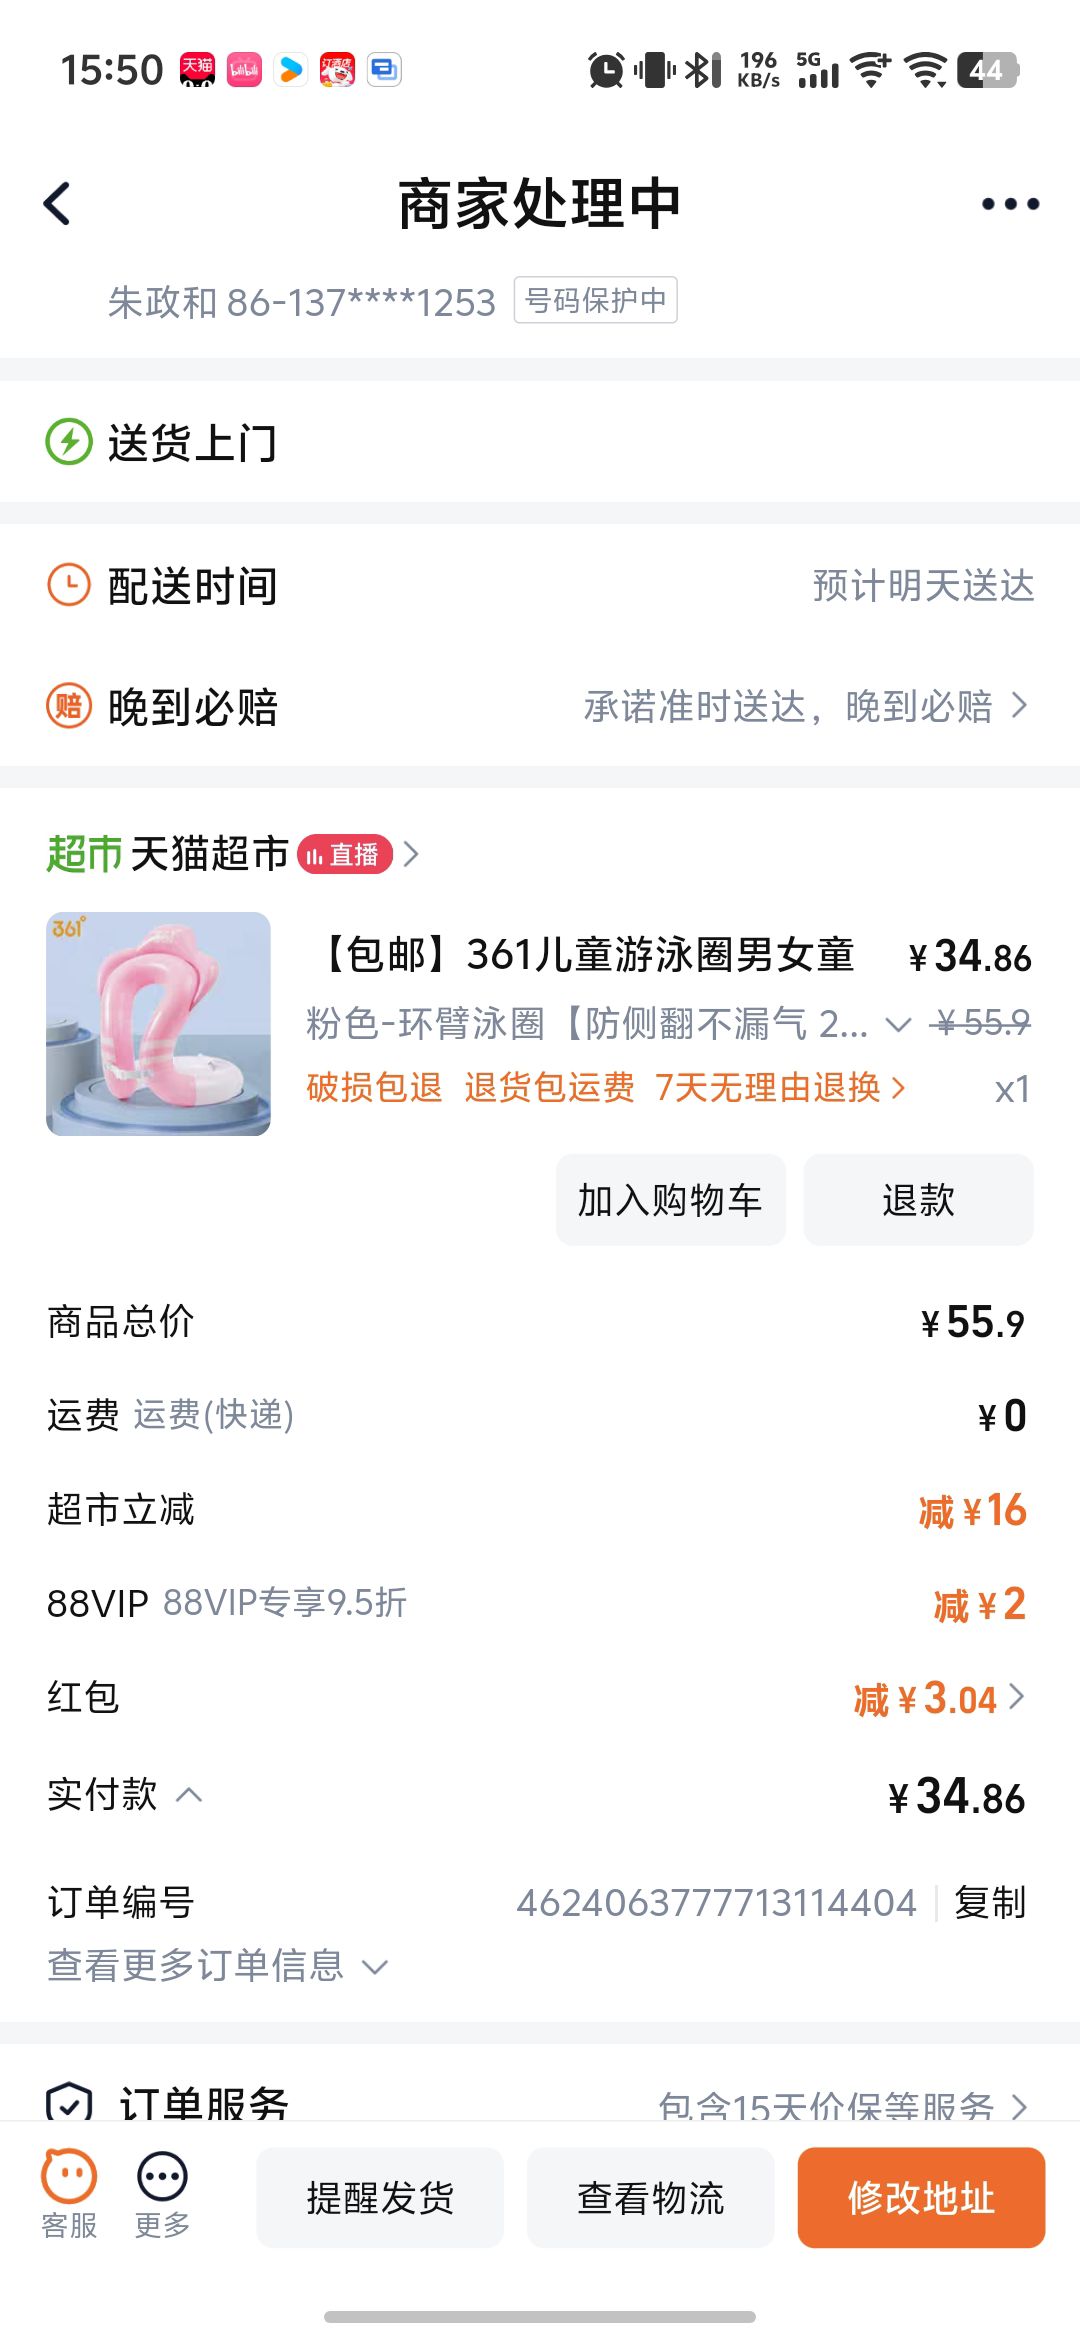 15:50 天猫 bilibili 订酒店 196 KB/s 5G 44
商家处理中
朱政和 86-137****1253 号码保护中
送货上门
配送时间 预计明天送达
赔 晚到必赔 承诺准时送达，晚到必赔
超市 天猫超市 直播
361°
【包邮】361儿童游泳圈男女童 ¥34.86
粉色-环臂泳圈【防侧翻不漏气 2... ¥55.9
破损包退 退货包运费 7天无理由退换 x1
加入购物车 退款
商品总价 ¥55.9
运费 运费(快递) ¥0
超市立减 减¥16
88VIP 88VIP专享9.5折 减¥2
红包 减¥3.04
实付款 ¥34.86
订单编号 4624063777713114404 复制
查看更多订单信息
订单服务 包含15天价保等服务
客服 更多 提醒发货 查看物流 修改地址